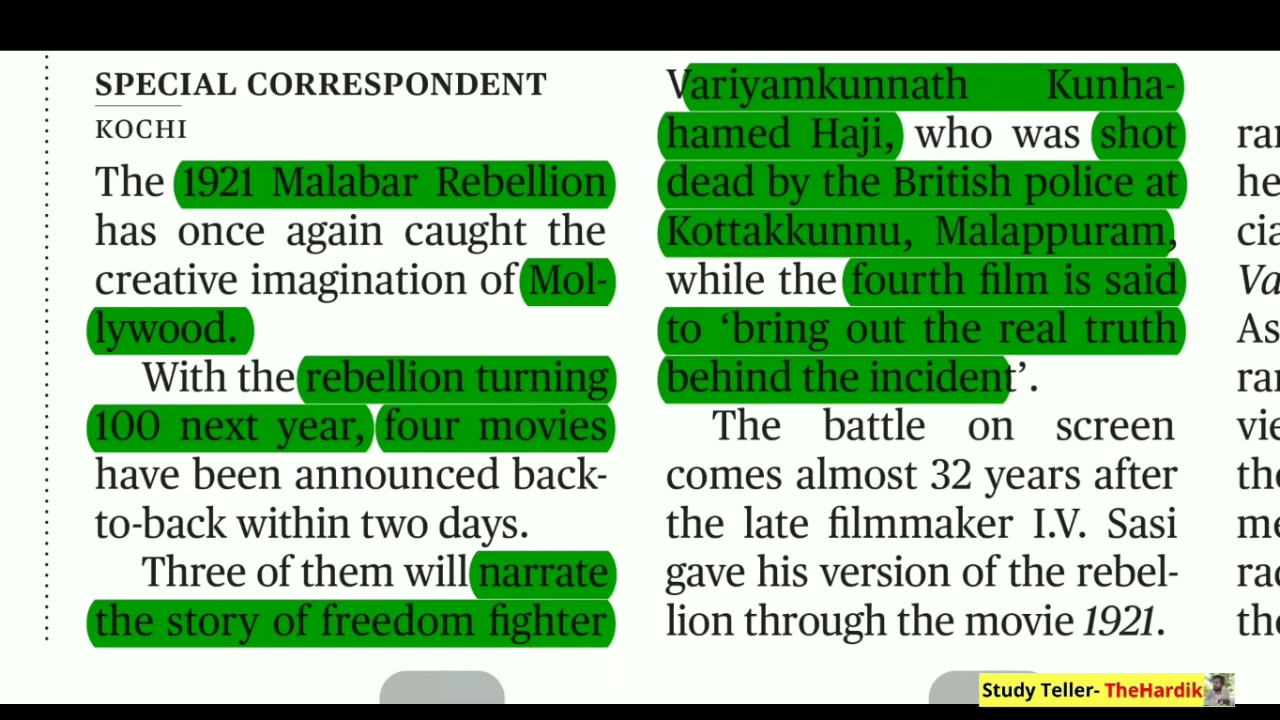 SPECIAL CORRESPONDENT
KOCHI
The 1921 Malabar Rebellion
has once again caught the
creative imagination of Mol-
lywood.
With the rebellion turning
100 next year, four movies
have been announced back-
to-back within two days.
Three of them will narrate
the story of freedom fighter
Variyamkunnath Kunha-
hamed Haji, who was shot
dead by the British police at
Kottakkunnu, Malappuram,
while the fourth film is said
to ‘bring out the real truth
behind the incident’.
The battle on screen
comes almost 32 years after
the late filmmaker I.V. Sasi
gave his version of the rebel-
lion through the movie 1921.
Study Teller- TheHardik